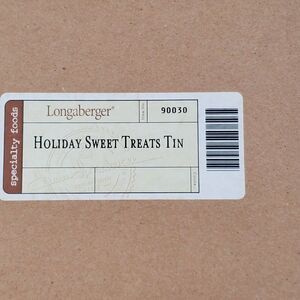 specialty foods
Longaberger®
90030
HOLIDAY SWEET TREATS TIN